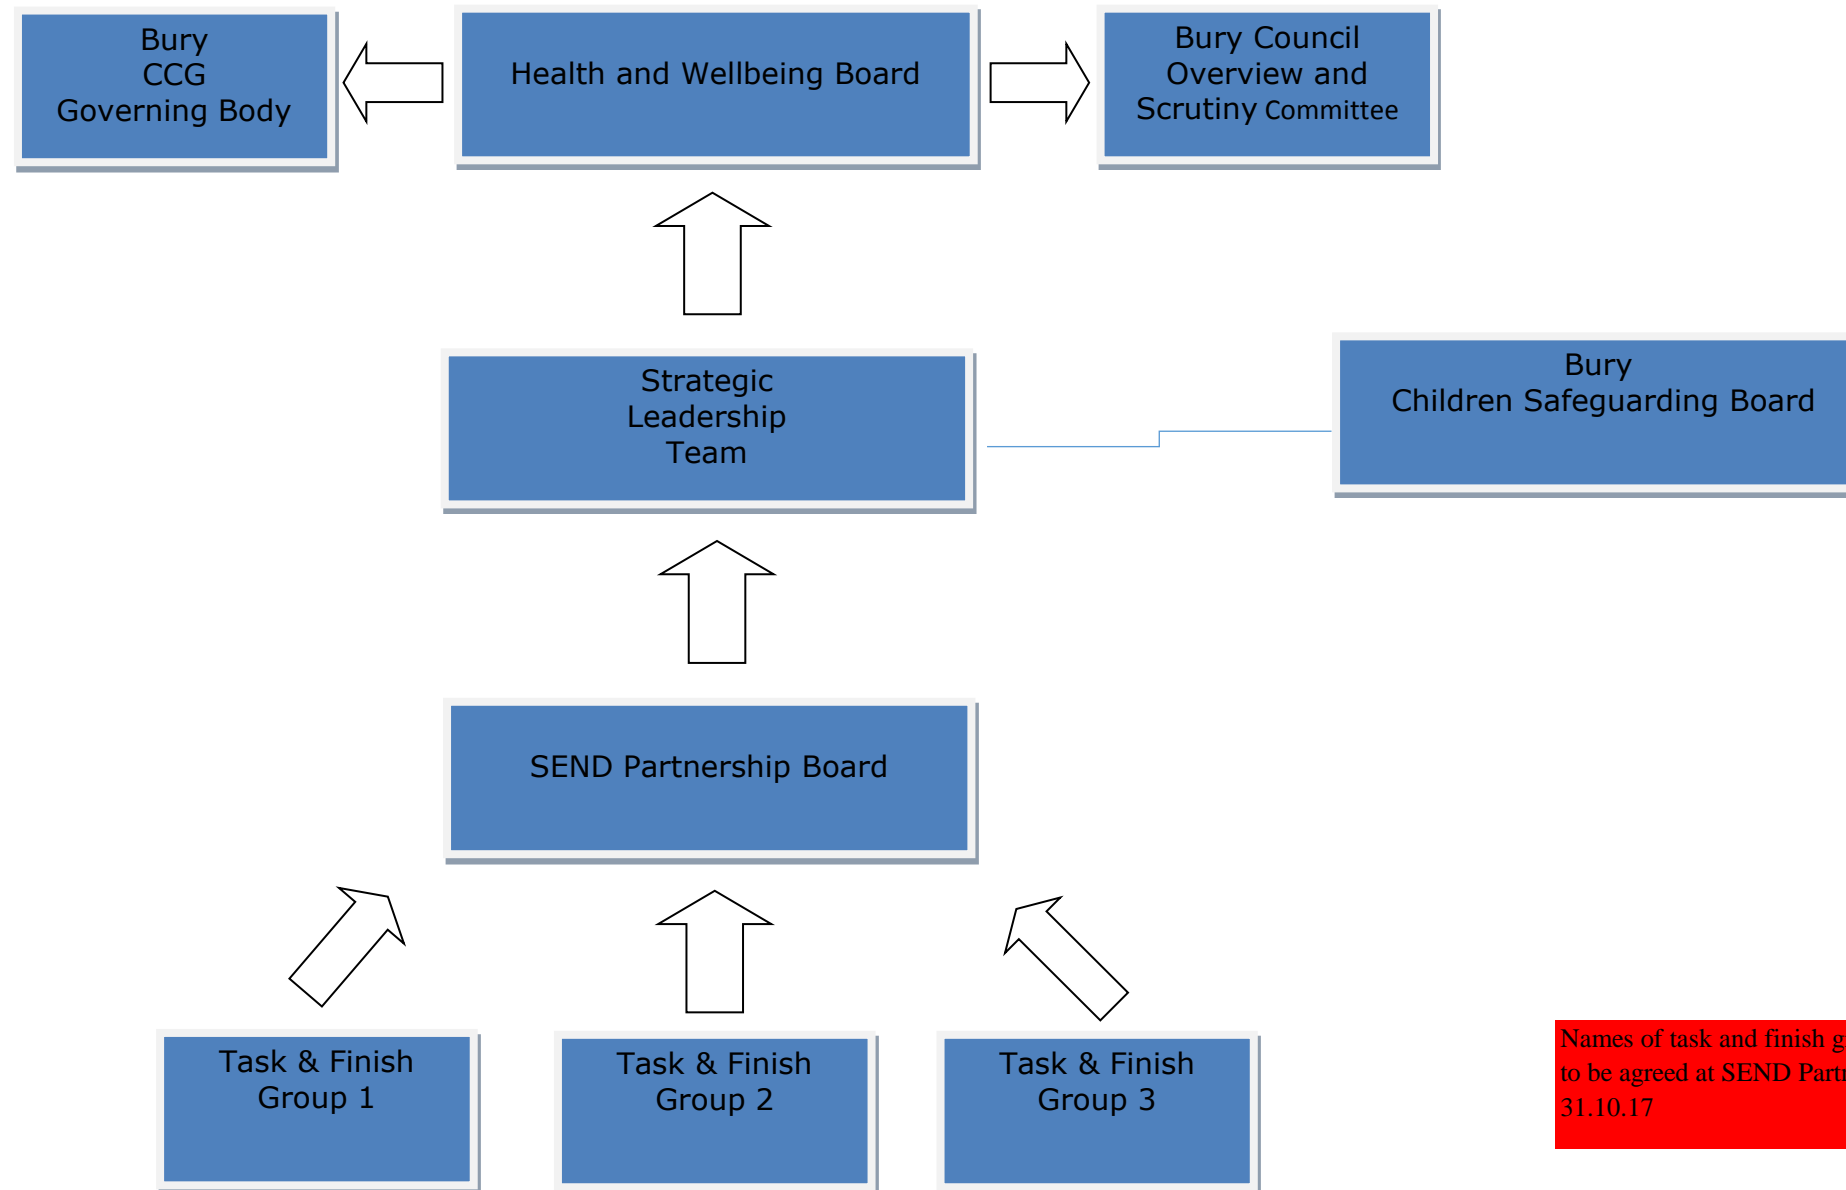 Bury
CCG
Governing Body
Health and Wellbeing Board
Bury Council
Overview and
Scrutiny Committee
Strategic
Leadership
Team
Bury
Children Safeguarding Board
SEND Partnership Board
Task & Finish
Group 1
Task & Finish
Group 2
Task & Finish
Group 3
Names of task and finish
to be agreed at SEND
31.10.17